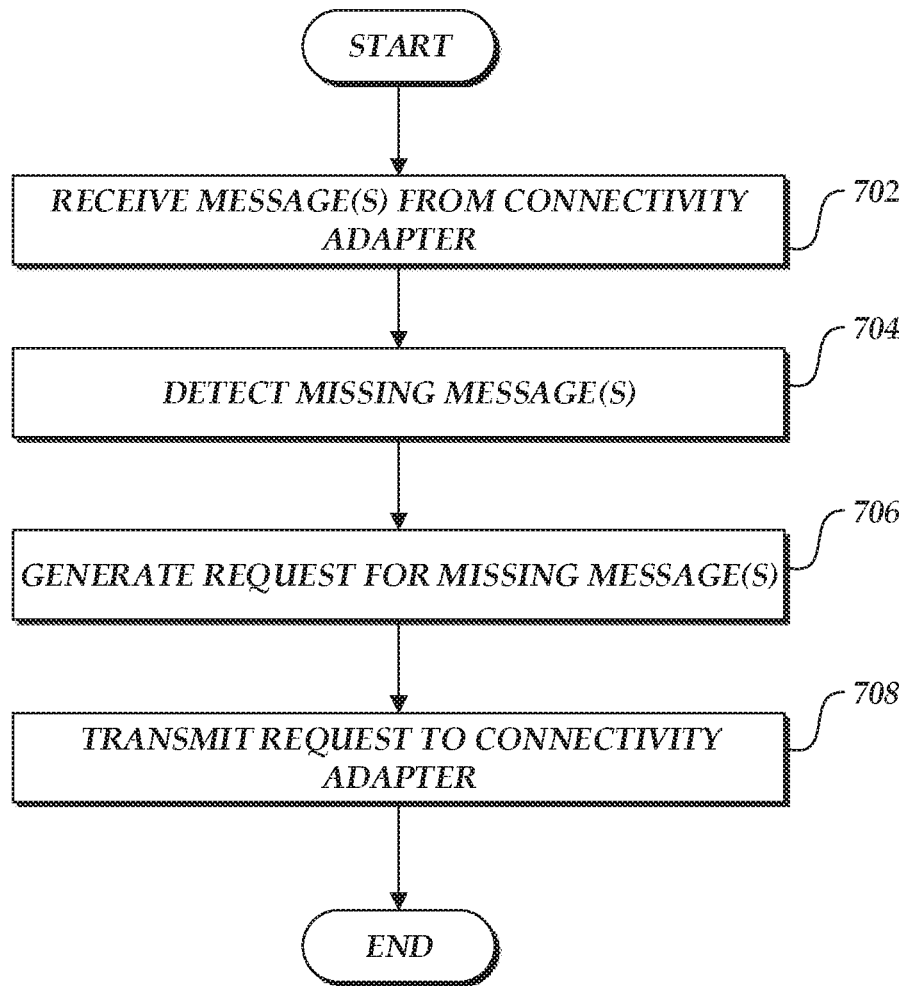 START
RECEIVE MESSAGE(S) FROM CONNECTIVITY
ADAPTER
702
DETECT MISSING MESSAGE(S)
704
GENERATE REQUEST FOR MISSING MESSAGE(S)
706
TRANSMIT REQUEST TO CONNECTIVITY
ADAPTER
708
END